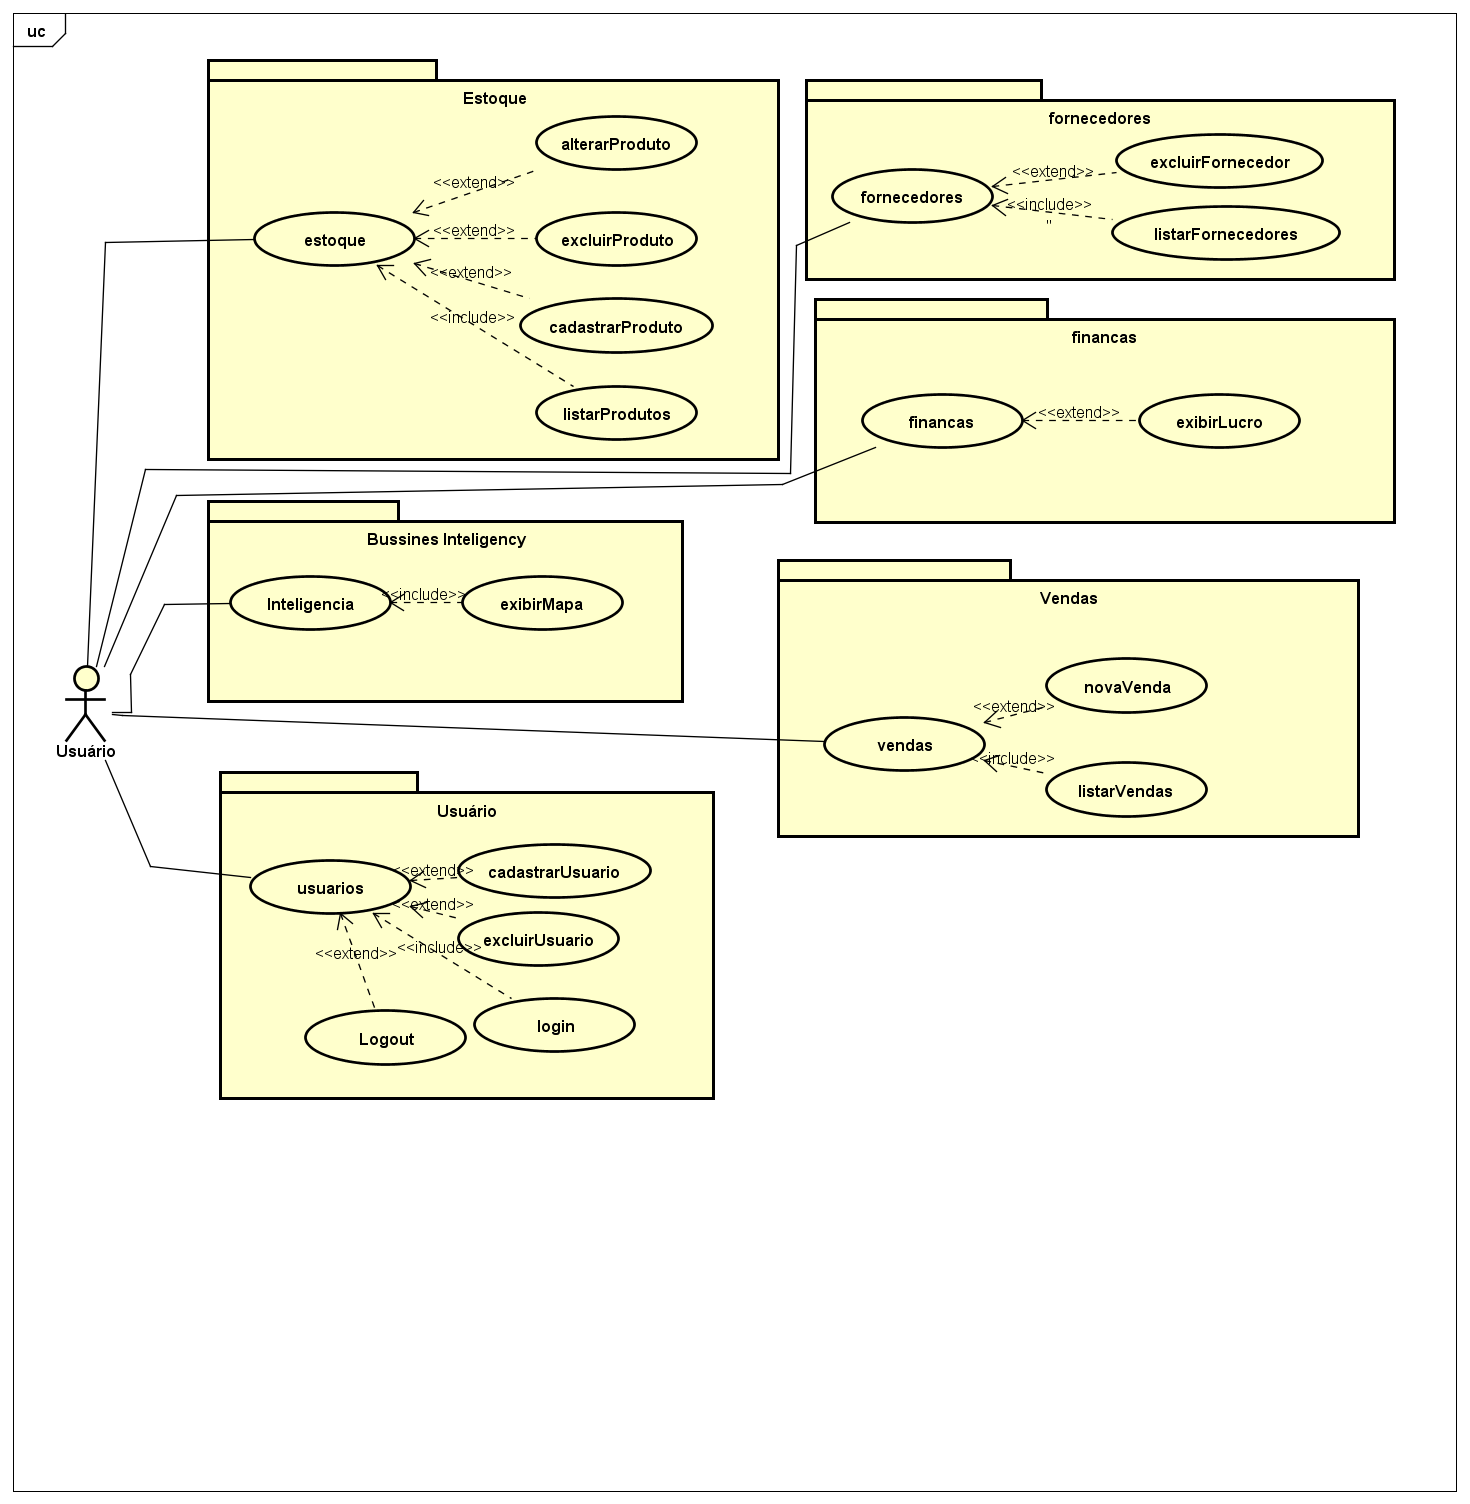 uc
Estoque
alterarProduto
<<extend>>
estoque
<<extend>>
excluirProduto
<<extend>>
cadastrarProduto
<<include>>
listarProdutos
fornecedores
excluirFornecedor
<<extend>>
fornecedores
<<include>>
"
listarFornecedores
financas
financas
<<extend>>
exibirLucro
Bussines Inteligency
Inteligencia
<<include>>
exibirMapa
Vendas
novaVenda
<<extend>>
vendas
<<include>>
listarVendas
Usuário
Usuário
usuarios
<<extend>>
cadastrarUsuario
<<extend>>
excluirUsuario
<<extend>>
<<include>>
Logout
login